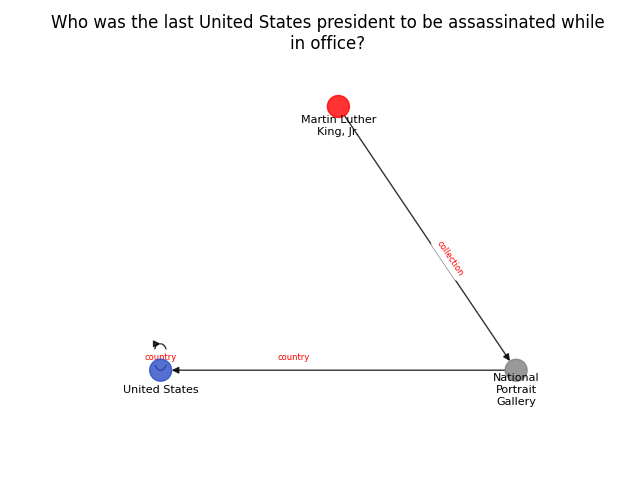 Who was the last United States president to be assassinated while
in office?
Martin Luther
King, Jr
collection
country
country
United States
National
Portrait
Gallery